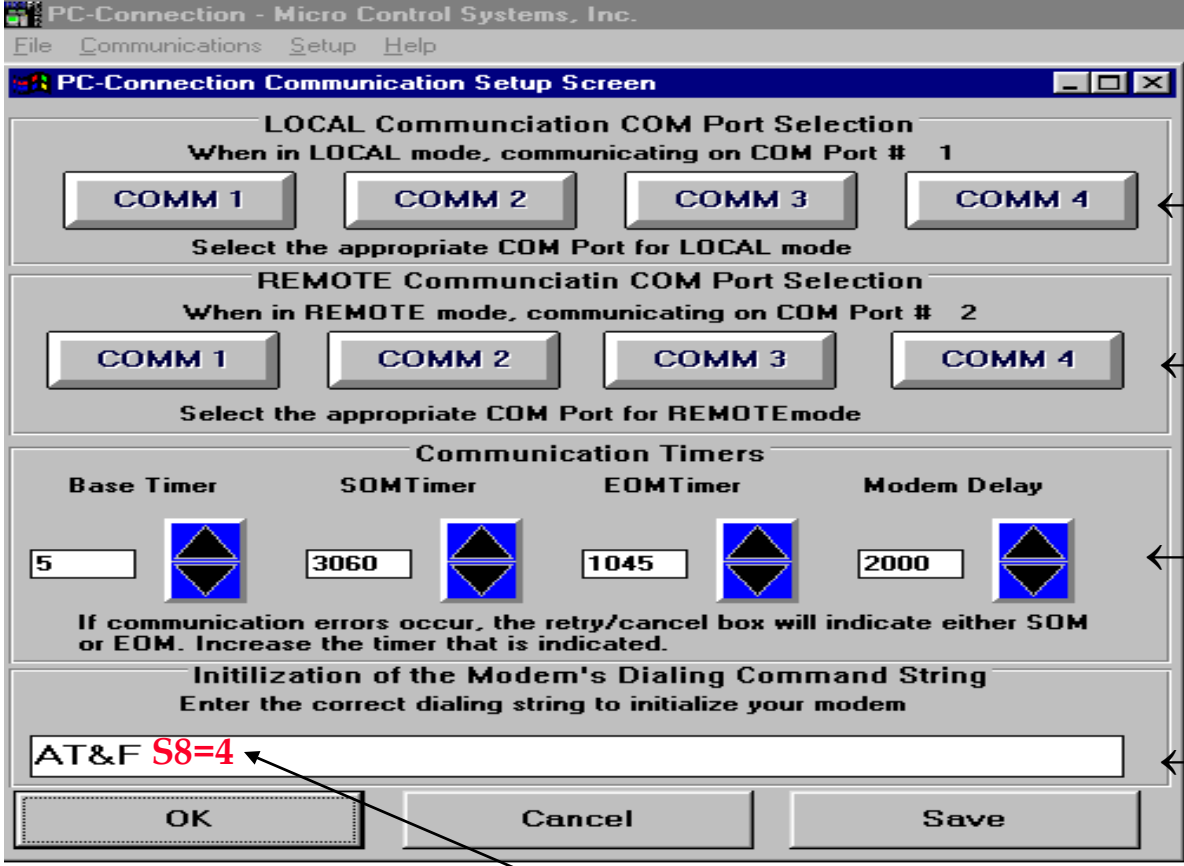 PC-Connection - Micro Control Systems, Inc.
File Communications Setup Help
PC-Connection Communication Setup Screen
LOCAL Communciation COM Port Selection
When in LOCAL mode, communicating on COM Port # 1
COMM 1 COMM 2 COMM 3 COMM 4
Select the appropriate COM Port for LOCAL mode
REMOTE Communciatin COM Port Selection
When in REMOTE mode, communicating on COM Port # 2
COMM 1 COMM 2 COMM 3 COMM 4
Select the appropriate COM Port for REMOTEmode
Communication Timers
Base Timer SOMTimer EOMTimer Modem Delay
5 3060 1045 2000
If communication errors occur, the retry/cancel box will indicate either SOM
or EOM. Increase the timer that is indicated.
Initilization of the Modem's Dialing Command String
Enter the correct dialing string to initialize your modem
AT&F S8=4
OK Cancel Save